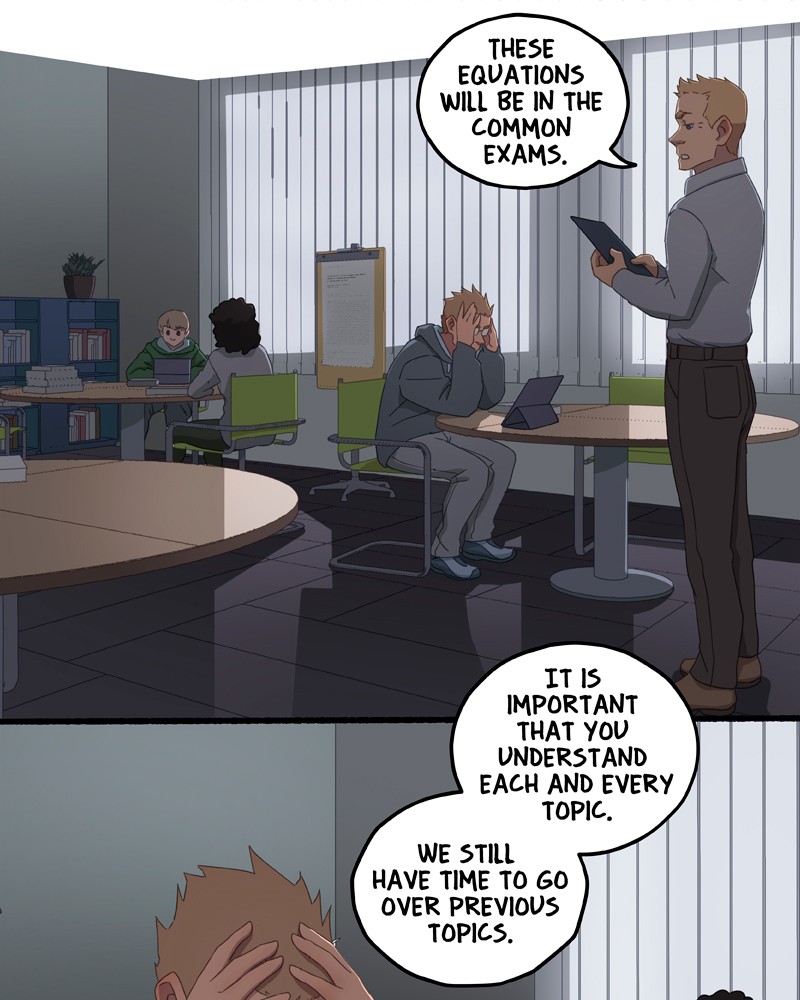 THESE
EQUATIONS
WILL BE IN THE
COMMON
EXAMS.
IT IS
IMPORTANT
THAT YOU
UNDERSTAND
EACH AND EVERY
TOPIC.
WE STILL
HAVE TIME TO GO
OVER PREVIOUS
TOPICS.